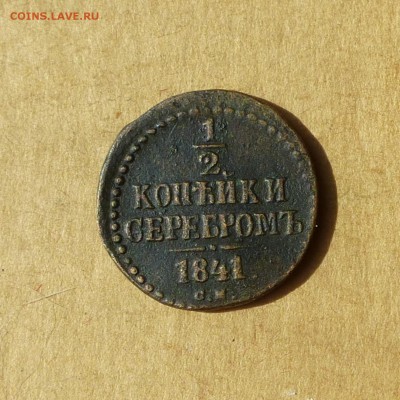 COINS.LAVE.RU
1
2
КОПѢЙКИ
СЕРЕБРОМЪ
1841.
С.М.